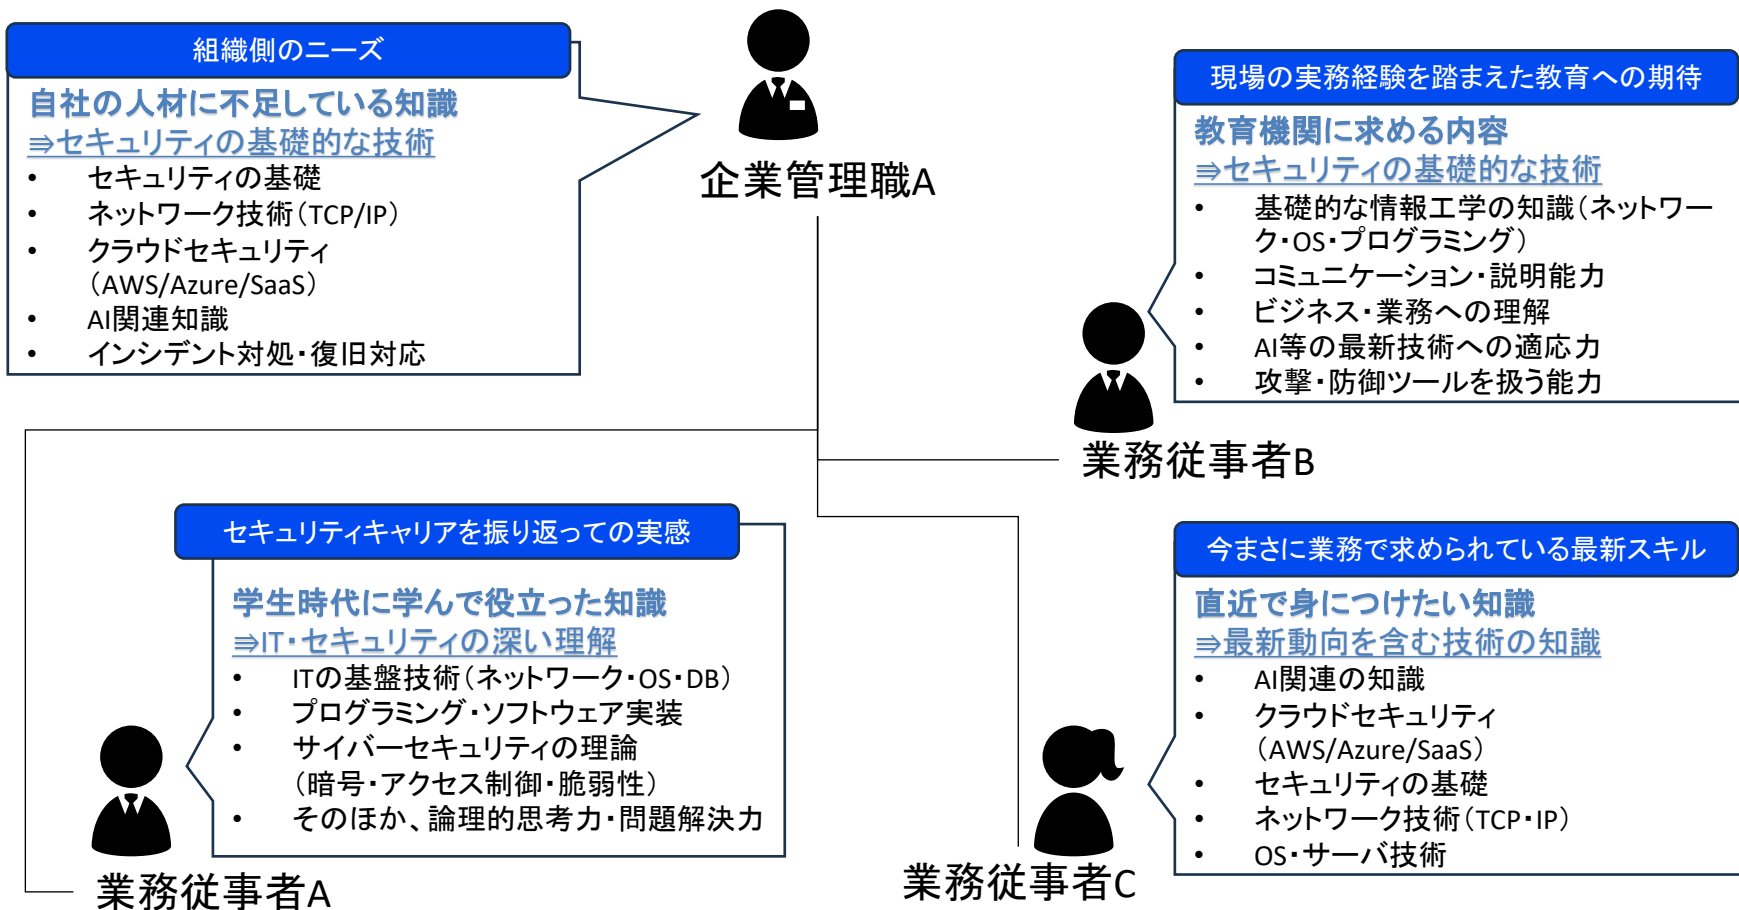 組織側のニーズ
自社の人材に不足している知識
⇒セキュリティの基礎的な技術
• セキュリティの基礎
• ネットワーク技術（TCP/IP）
• クラウドセキュリティ
（AWS/Azure/SaaS）
• AI関連知識
• インシデント対処・復旧対応
企業管理職A
現場の実務経験を踏まえた教育への期待
教育機関に求める内容
⇒セキュリティの基礎的な技術
• 基礎的な情報工学の知識（ネットワー
ク・OS・プログラミング）
• コミュニケーション・説明能力
• ビジネス・業務への理解
• AI等の最新技術への適応力
• 攻撃・防御ツールを扱う能力
業務従事者B
セキュリティキャリアを振り返っての実感
学生時代に学んで役立った知識
⇒IT・セキュリティの深い理解
• ITの基盤技術（ネットワーク・OS・DB）
• プログラミング・ソフトウェア実装
• サイバーセキュリティの理論
（暗号・アクセス制御・脆弱性）
• そのほか、論理的思考力・問題解決力
業務従事者A
今まさに業務で求められている最新スキル
直近で身につけたい知識
⇒最新動向を含む技術の知識
• AI関連の知識
• クラウドセキュリティ
（AWS/Azure/SaaS）
• セキュリティの基礎
• ネットワーク技術（TCP・IP）
• OS・サーバ技術
業務従事者C